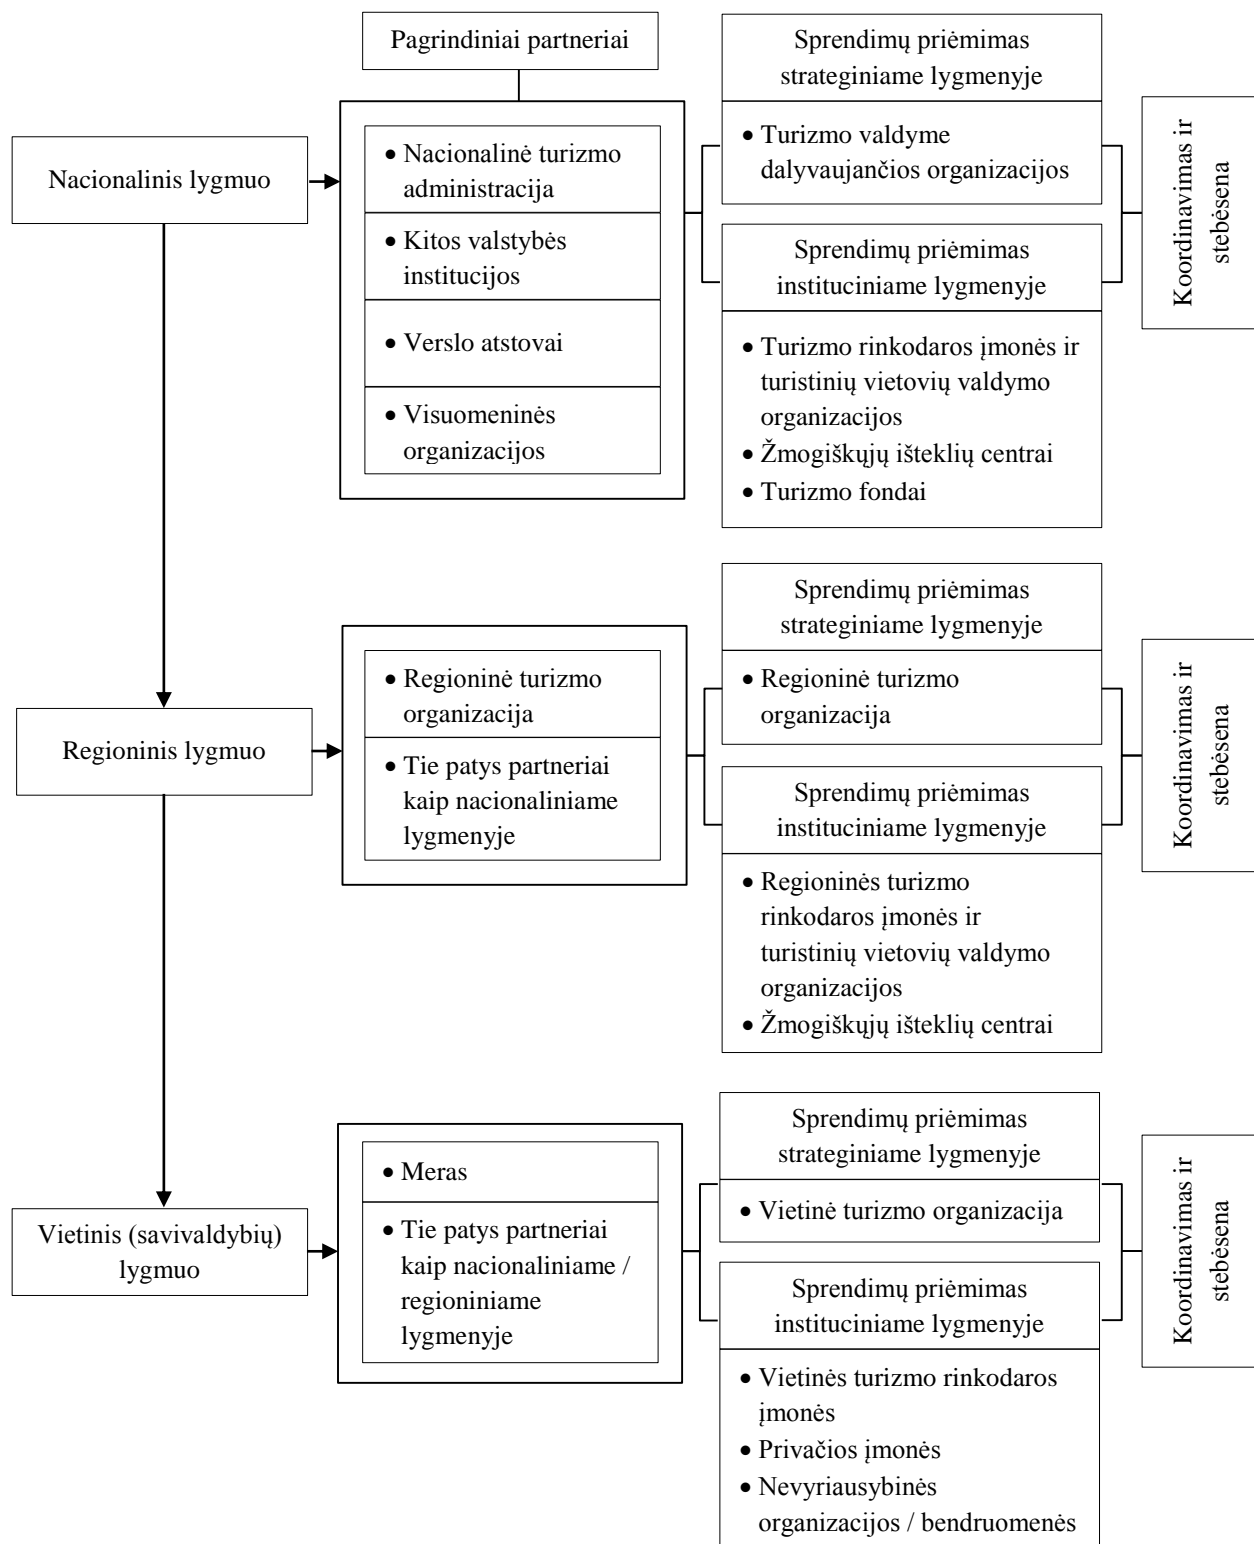 Pagrindiniai partneriai
Sprendimų priėmimas
strateginiame lygmenyje
Nacionalinis lygmuo
• Nacionalinė turizmo
administracija
• Kitos valstybės
institucijos
• Verslo atstovai
• Visuomeninės
organizacijos
• Turizmo valdyme
dalyvaujančios organizacijos
Sprendimų priėmimas
instituciniame lygmenyje
• Turizmo rinkodaros įmonės ir
turistinių vietovių valdymo
organizacijos
• Žmogiškųjų išteklių centrai
• Turizmo fondai
Koordinavimas ir
stebėsena
Regioninis lygmuo
• Regioninė turizmo
organizacija
• Tie patys partneriai
kaip nacionaliniame
lygmenyje
Sprendimų priėmimas
strateginiame lygmenyje
• Regioninė turizmo
organizacija
Sprendimų priėmimas
instituciniame lygmenyje
• Regioninės turizmo
rinkodaros įmonės ir
turistinių vietovių valdymo
organizacijos
• Žmogiškųjų išteklių centrai
Koordinavimas ir
stebėsena
Vietinis (savivaldybių)
lygmuo
• Meras
• Tie patys partneriai
kaip nacionaliniame /
regioniniame
lygmenyje
Sprendimų priėmimas
strateginiame lygmenyje
• Vietinė turizmo organizacija
Sprendimų priėmimas
instituciniame lygmenyje
• Vietinės turizmo rinkodaros
įmonės
• Privačios įmonės
• Nevyriausybinės
organizacijos / bendruomenės
Koordinavimas ir
stebėsena